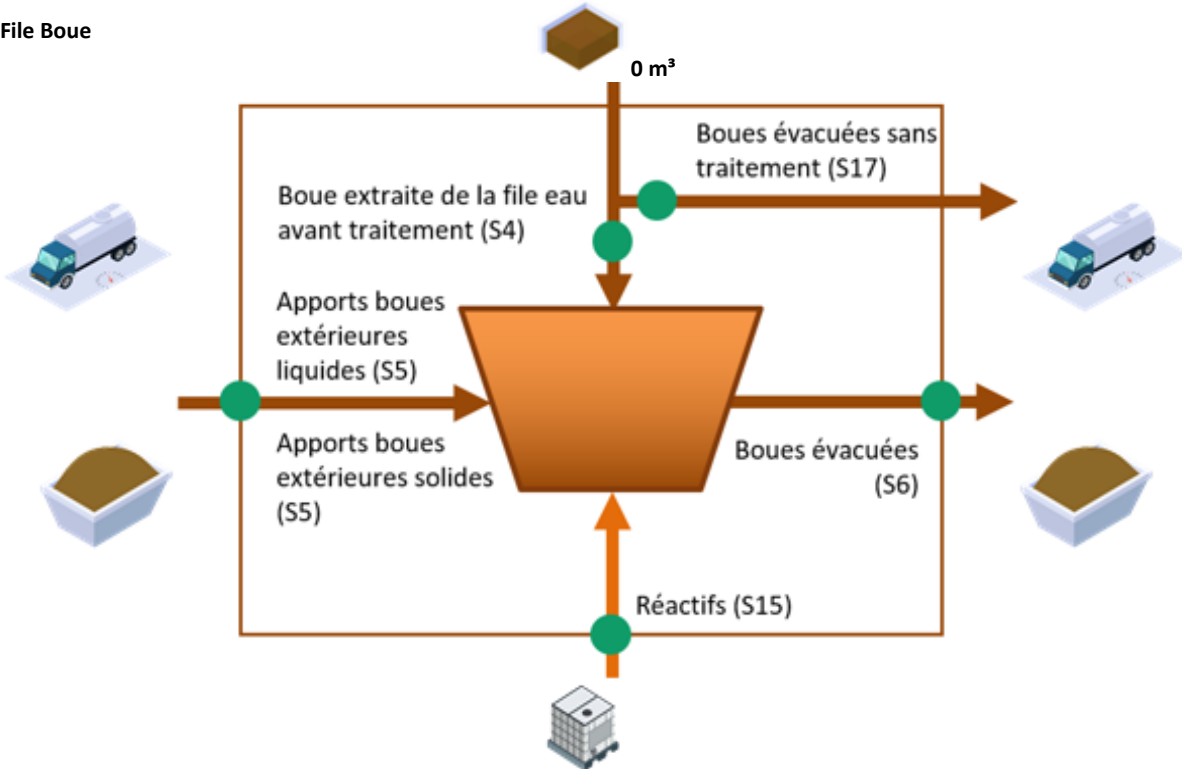 File Boue
0 m³
Boues évacuées sans
traitement (S17)
Boue extraite de la file eau
avant traitement (S4)
Apports boues
extérieures
liquides (S5)
Apports boues
extérieures solides
(S5)
Boues évacuées
(S6)
Réactifs (S15)